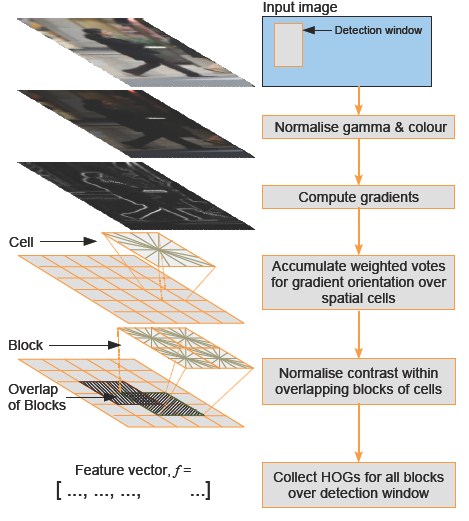 Input image
Detection window
Normalise gamma & colour
Compute gradients
Cell
Accumulate weighted votes
for gradient orientation over
spatial cells
Block
Overlap
of Blocks
Normalise contrast within
overlapping blocks of cells
Feature vector, f =
[ ..., ..., ..., ...]
Collect HOGs for all blocks
over detection window